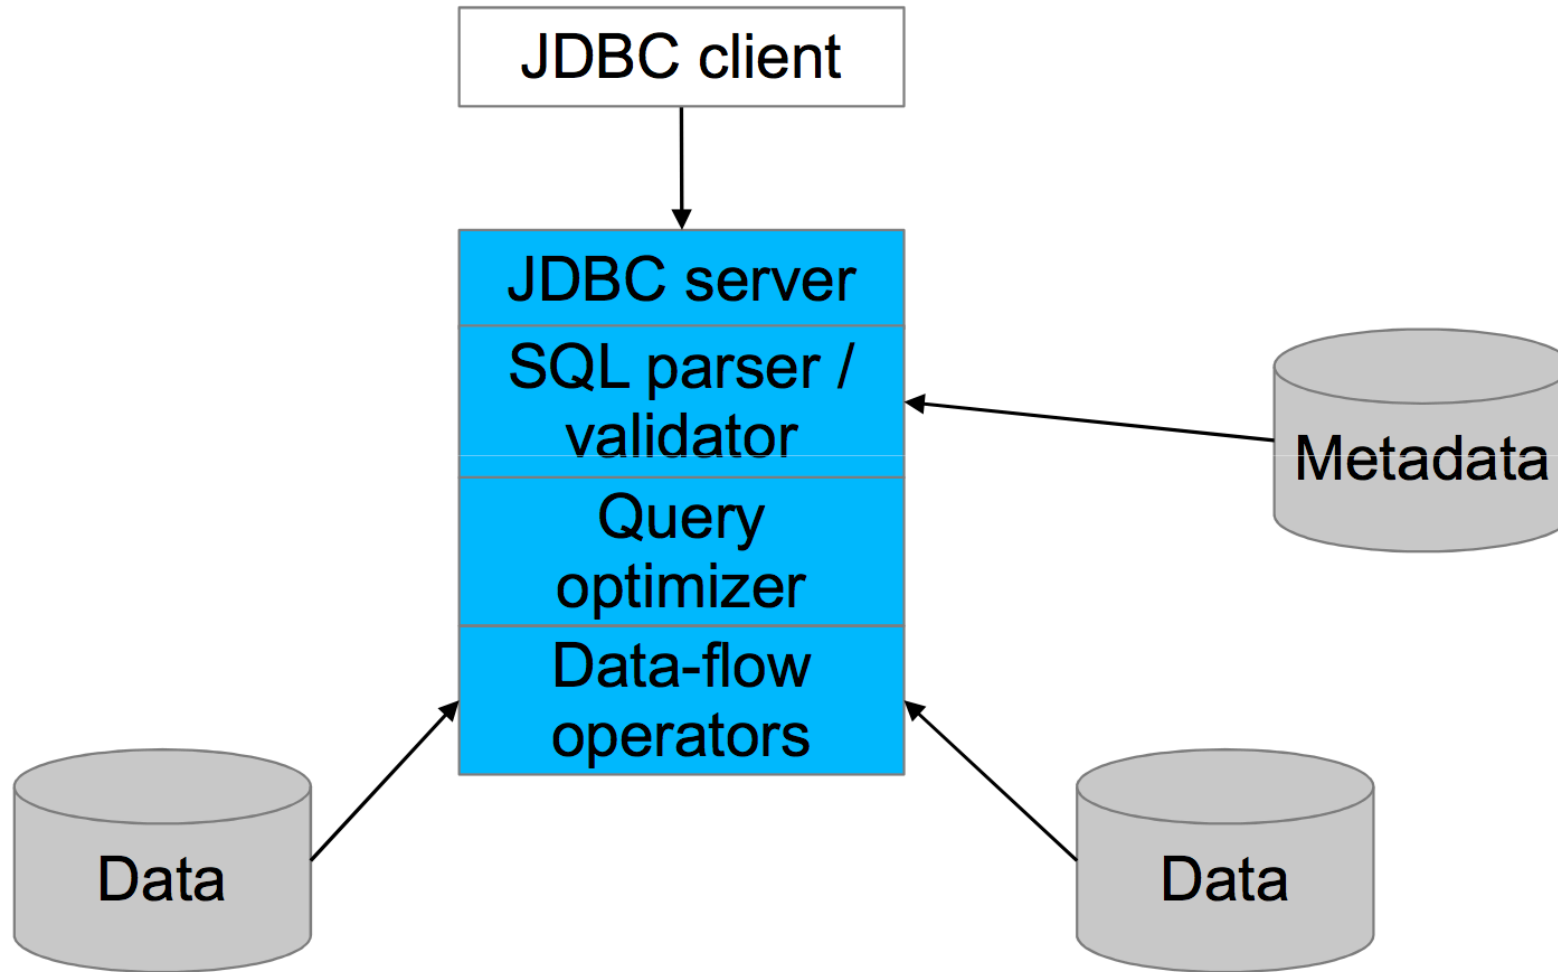 JDBC client
JDBC server
SQL parser /
validator
Metadata
Query
optimizer
Data-flow
operators
Data
Data